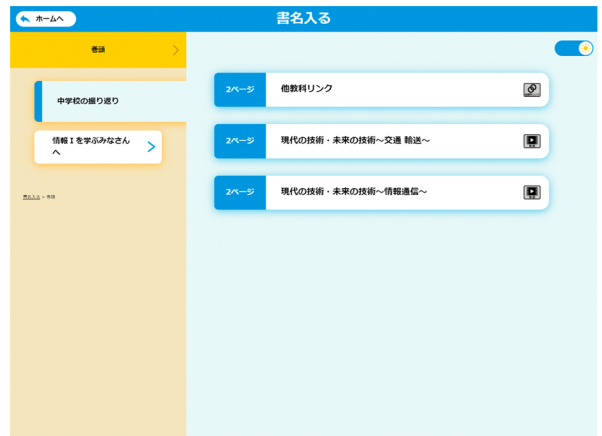 ホームへ
書名入る
巻頭
中学校の振り返り
情報Ⅰを学ぶみなさん
へ
書名入る > 巻頭
2ページ
他教科リンク
2ページ
現代の技術・未来の技術～交通 輸送～
2ページ
現代の技術・未来の技術～情報通信～